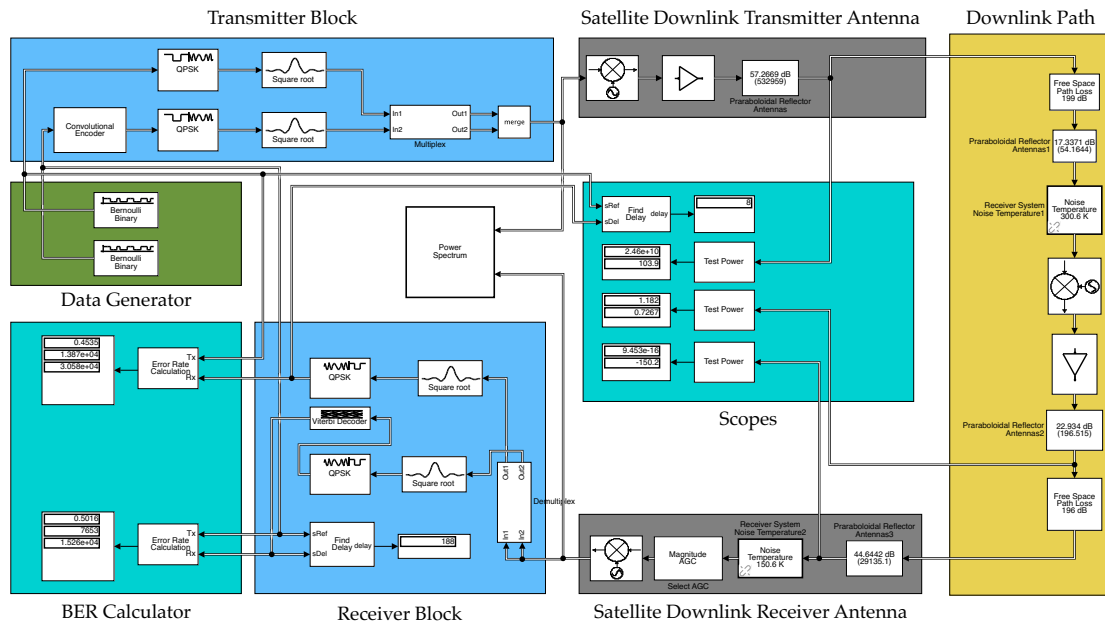 Transmitter Block
Satellite Downlink Transmitter Antenna
Downlink Path
QPSK
Square root
Convolutional
Encoder
QPSK
Square root
In1
In2
Out1
Out2
Multiplex
merge
57.2669 dB
(532959)
Praraboloidal Reflector
Antennas
Free Space
Path Loss
199 dB
Praraboloidal Reflector
Antennas1
17.3371 dB
(54.1644)
Receiver System
Noise Temperature1
Noise
Temperature
300.6 K
Bernoulli
Binary
Bernoulli
Binary
Data Generator
Power
Spectrum
sRef
sDel
Find
Delay
delay
8
2.46e+10
103.9
Test Power
1.182
0.7267
Test Power
9.453e-16
-150.2
Test Power
Scopes
Praraboloidal Reflector
Antennas2
22.934 dB
(196.515)
Free Space
Path Loss
196 dB
0.4535
1.387e+04
3.058e+04
Error Rate
Calculation
Tx
Rx
QPSK
Square root
Viterbi Decoder
QPSK
Square root
Out1
Out2
In1
In2
Demultiplex
0.5016
7653
1.526e+04
Error Rate
Calculation
Tx
Rx
sRef
sDel
Find
Delay
delay
188
Magnitude
AGC
Select AGC
Receiver System
Noise Temperature2
Noise
Temperature
150.6 K
Praraboloidal Reflector
Antennas3
44.6442 dB
(29135.1)
BER Calculator
Receiver Block
Satellite Downlink Receiver Antenna